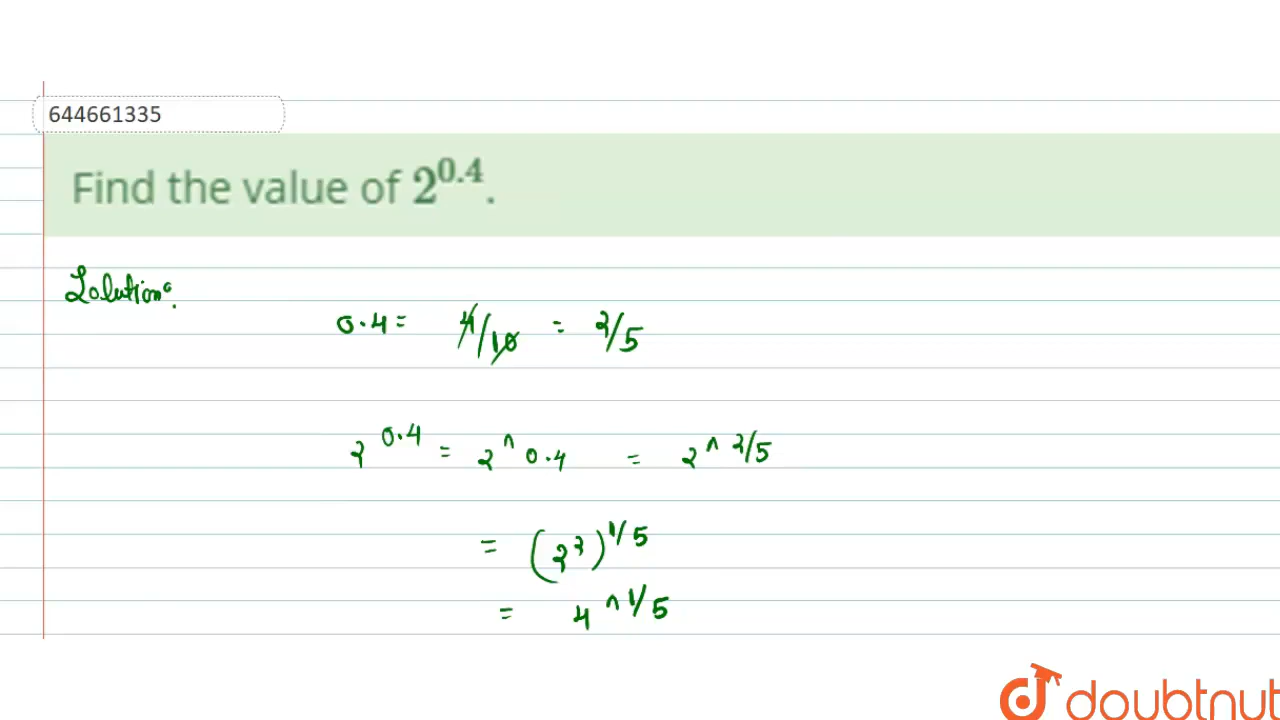 644661335
Find the value of 2^{0.4}.
Solution:
0.4 = 4/10 = 2/5
2^{0.4} = 2^0.4 = 2^2/5
= (2^{2})^{1/5}
= 4^1/5
doubtnut